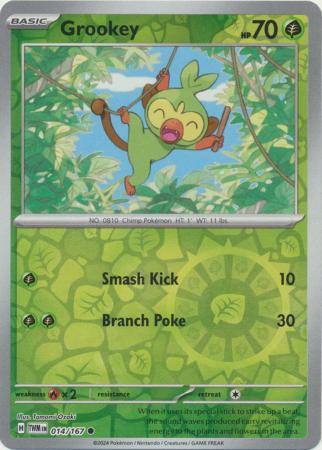 BASIC
Grookey
HP 70
NO. 0810 Chimp Pokémon HT: 1' WT: 11 lbs.
Smash Kick 10
Branch Poke 30
weakness ×2 resistance retreat
Illus. Tamomi Ozaki
H TWM EN 014/167
When it uses its special stick to strike up a beat,
the sound waves produced carry revitalizing
energy to the plants and flowers in the area.
©2024 Pokémon / Nintendo / Creatures / GAME FREAK